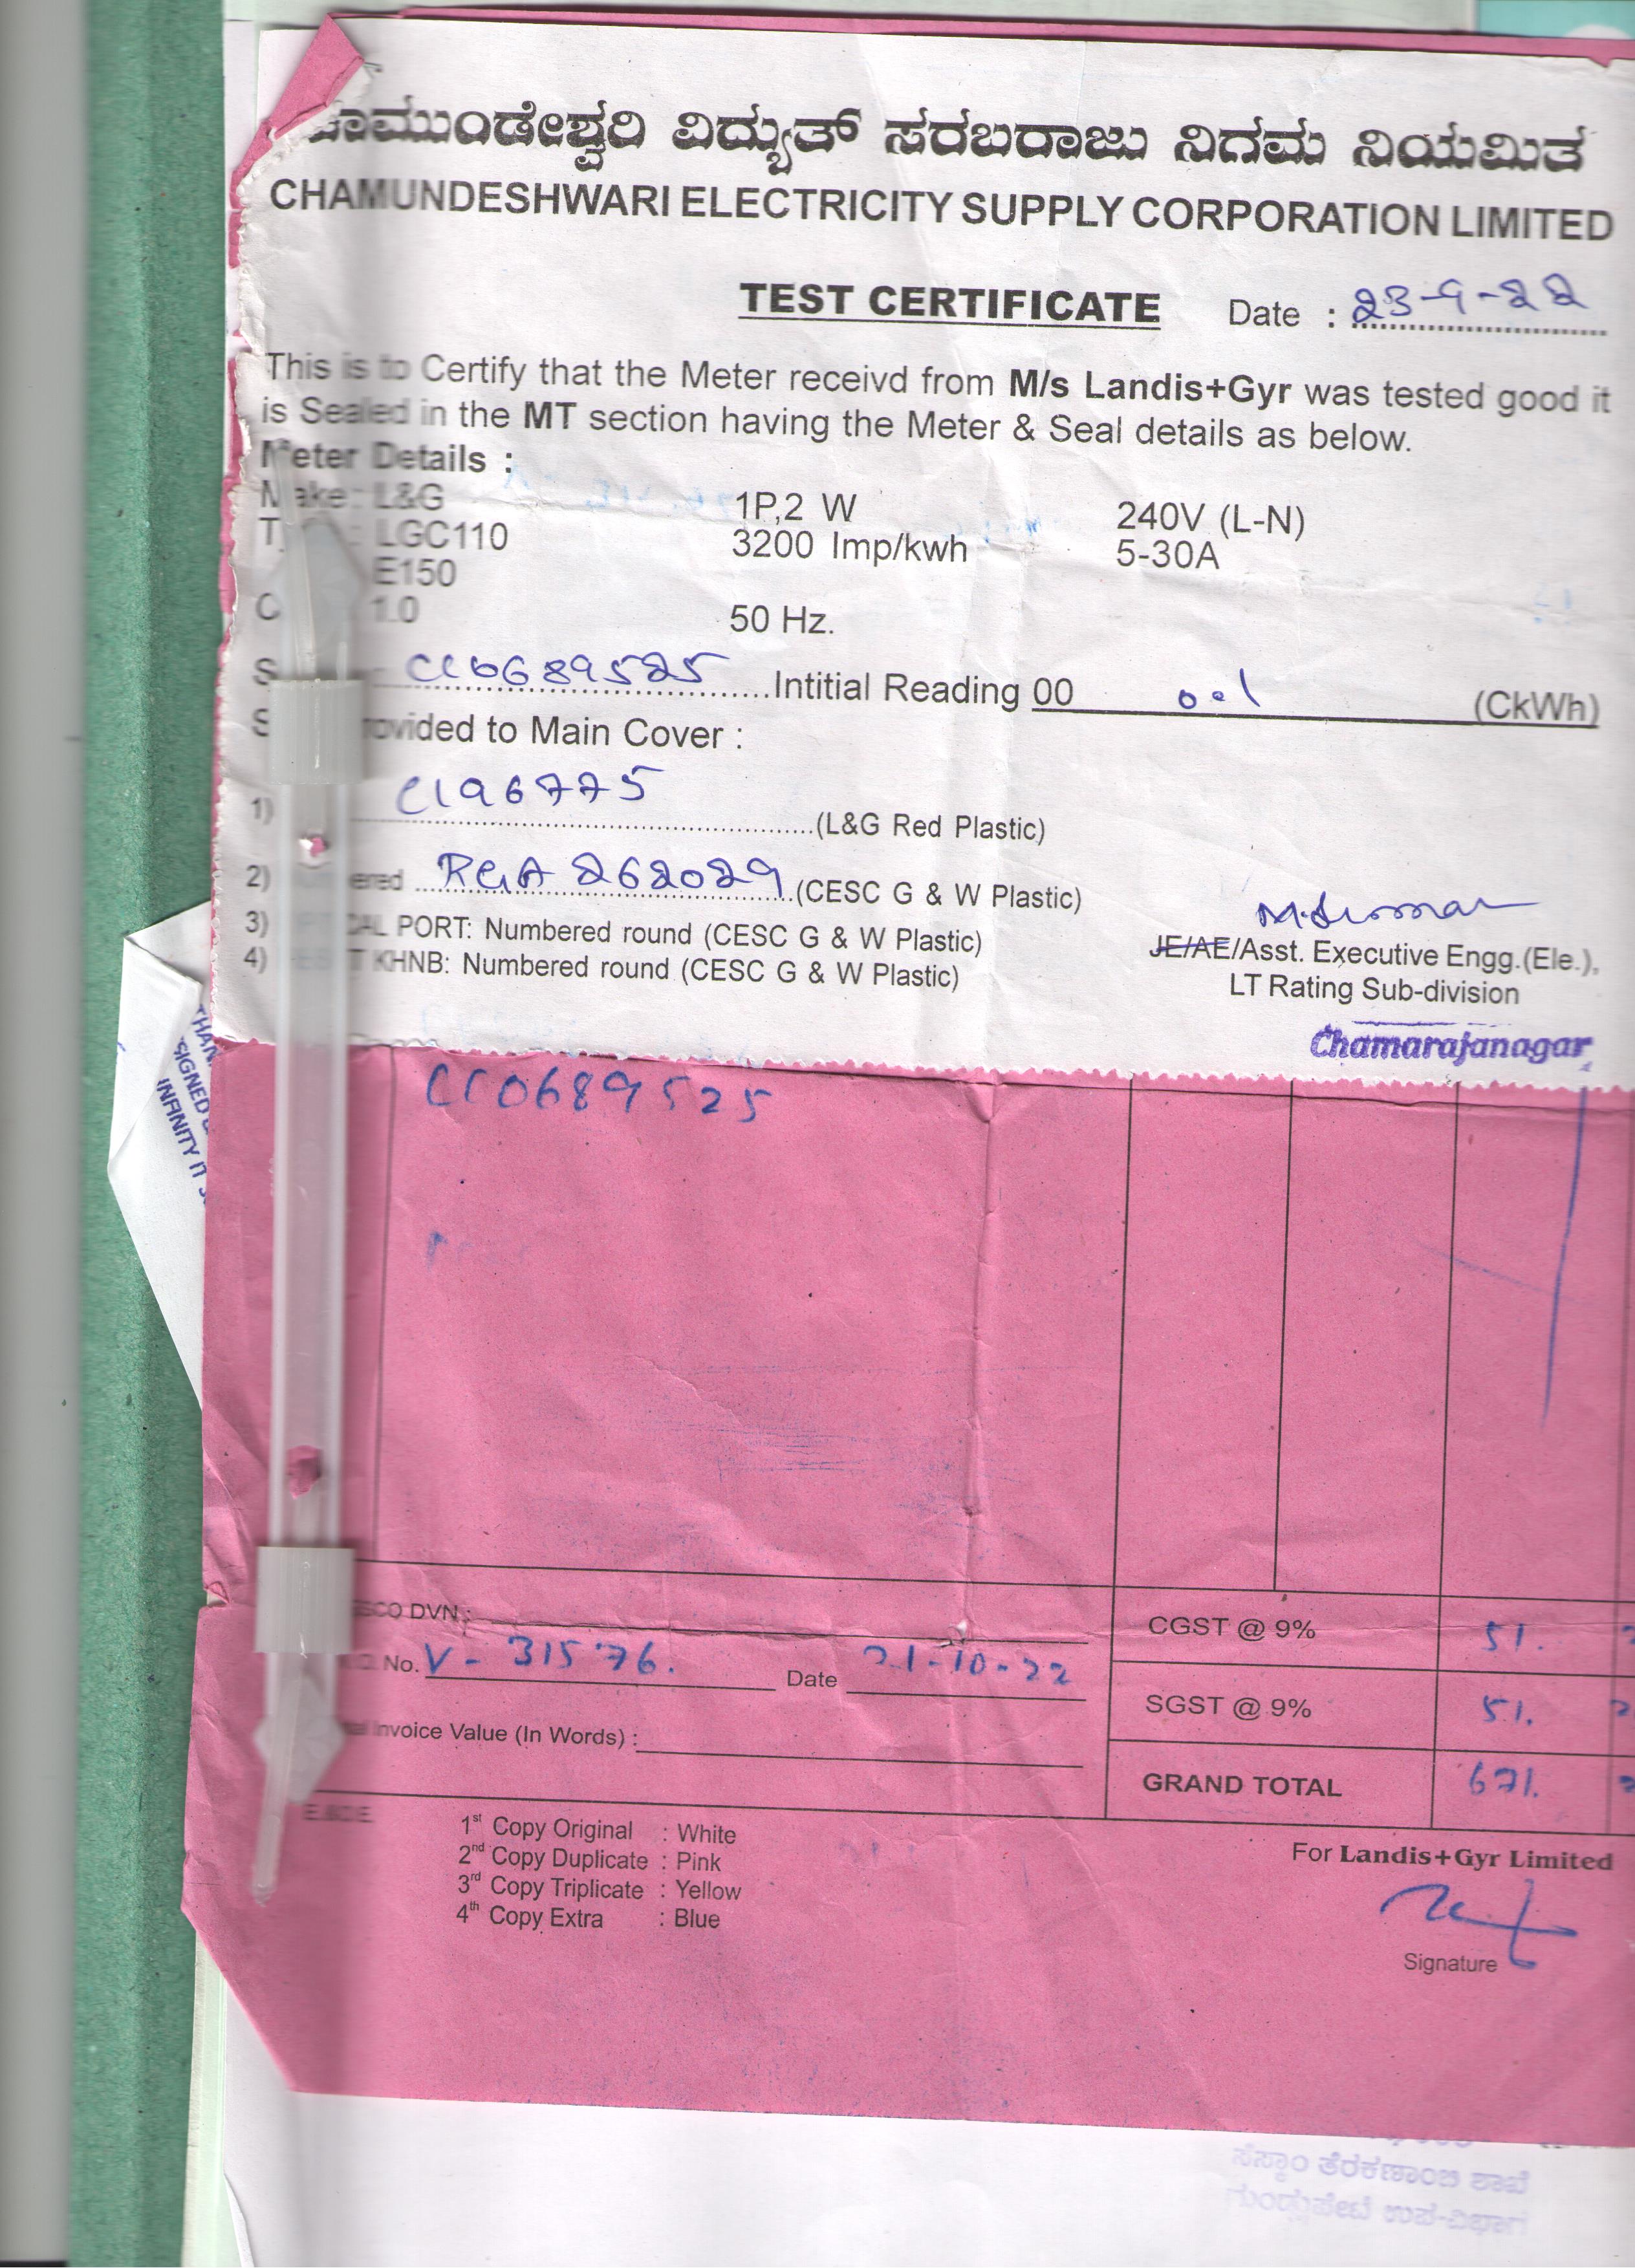 ಚಾಮುಂಡೇಶ್ವರಿ ವಿದ್ಯುತ್ ಸರಬರಾಜು ನಿಗಮ ನಿಯಮಿತ
CHAMUNDESHWARI ELECTRICITY SUPPLY CORPORATION LIMITED
TEST CERTIFICATE Date : 23-9-22
This is to Certify that the Meter receivd from M/s Landis+Gyr was tested good it
is Sealed in the MT section having the Meter & Seal details as below.
Meter Details :
Make : L&G 1P,2 W 240V (L-N)
LGC110 3200 Imp/kwh 5-30A
E150
1.0 50 Hz.
CC0689525 Intitial Reading 00 0.1 (CkWh)
to Main Cover :
1) C196775 (L&G Red Plastic)
2) RGA 262029 (CESC G & W Plastic)
3) PORT: Numbered round (CESC G & W Plastic)
4) KHNB: Numbered round (CESC G & W Plastic)
JE/AE/Asst. Executive Engg.(Ele.),
LT Rating Sub-division
Chamarajanagar
CC0689525
DVN :
No. V - 31576. Date 21-10-22
Invoice Value (In Words) :
CGST @ 9% 51.
SGST @ 9% 51.
GRAND TOTAL 671.
E.&O.E.
1st Copy Original : White
2nd Copy Duplicate : Pink
3rd Copy Triplicate : Yellow
4th Copy Extra : Blue
For Landis+Gyr Limited
Signature
SIGNED
INFINITY IT
ಸೆಸ್ಕಾಂ ತೆರಕಣಾಂಬಿ ಶಾಖೆ
ಗುಂಡ್ಲುಪೇಟೆ ಉಪ-ವಿಭಾಗ